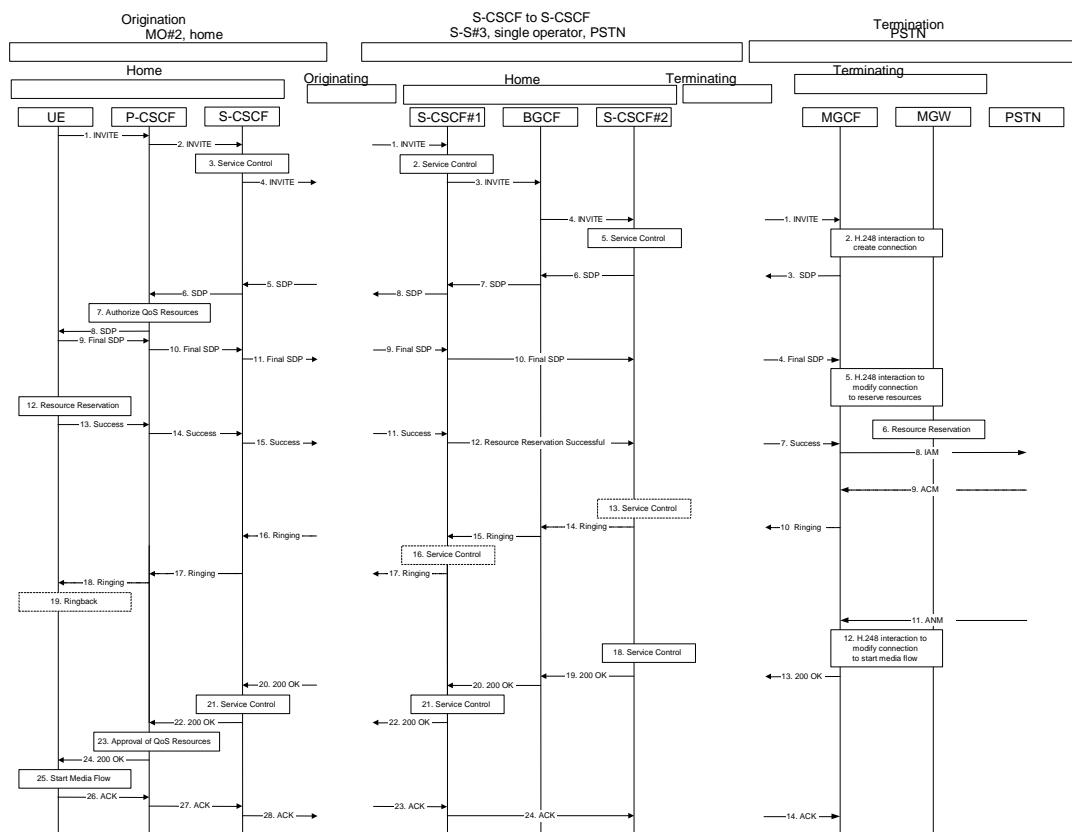 Origination
MO#2, home
S-CSCF to S-CSCF
S-S#3, single operator, PSTN
Termination
PSTN
Home
Originating
Home
Terminating
Terminating
UE
P-CSCF
S-CSCF
S-CSCF#1
BGCF
S-CSCF#2
MGCF
MGW
PSTN
1. INVITE
2. INVITE
3. Service Control
4. INVITE
5. SDP
6. SDP
7. Authorize QoS Resources
8. SDP
9. Final SDP
10. Final SDP
11. Final SDP
12. Resource Reservation
13. Success
14. Success
15. Success
16. Ringing
17. Ringing
18. Ringing
19. Ringback
20. 200 OK
21. Service Control
22. 200 OK
23. Approval of QoS Resources
24. 200 OK
25. Start Media Flow
26. ACK
27. ACK
28. ACK
1. INVITE
2. Service Control
3. INVITE
4. INVITE
5. Service Control
6. SDP
7. SDP
8. SDP
9. Final SDP
10. Final SDP
11. Success
12. Resource Reservation Successful
13. Service Control
14. Ringing
15. Ringing
16. Service Control
17. Ringing
18. Service Control
19. 200 OK
20. 200 OK
21. Service Control
22. 200 OK
23. ACK
24. ACK
1. INVITE
2. H.248 interaction to
create connection
3. SDP
4. Final SDP
5. H.248 interaction to
modify connection
to reserve resources
6. Resource Reservation
7. Success
8. IAM
9. ACM
10 Ringing
11. ANM
12. H.248 interaction to
modify connection
to start media flow
13. 200 OK
14. ACK